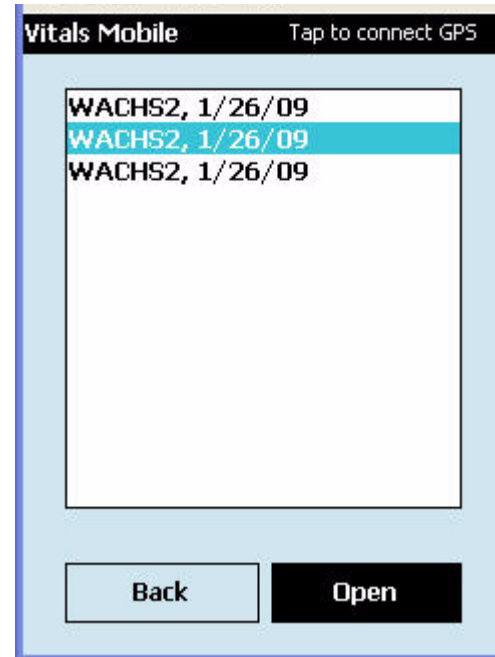 Vitals Mobile Tap to connect GPS
WACHS2, 1/26/09
WACHS2, 1/26/09
WACHS2, 1/26/09
Back Open